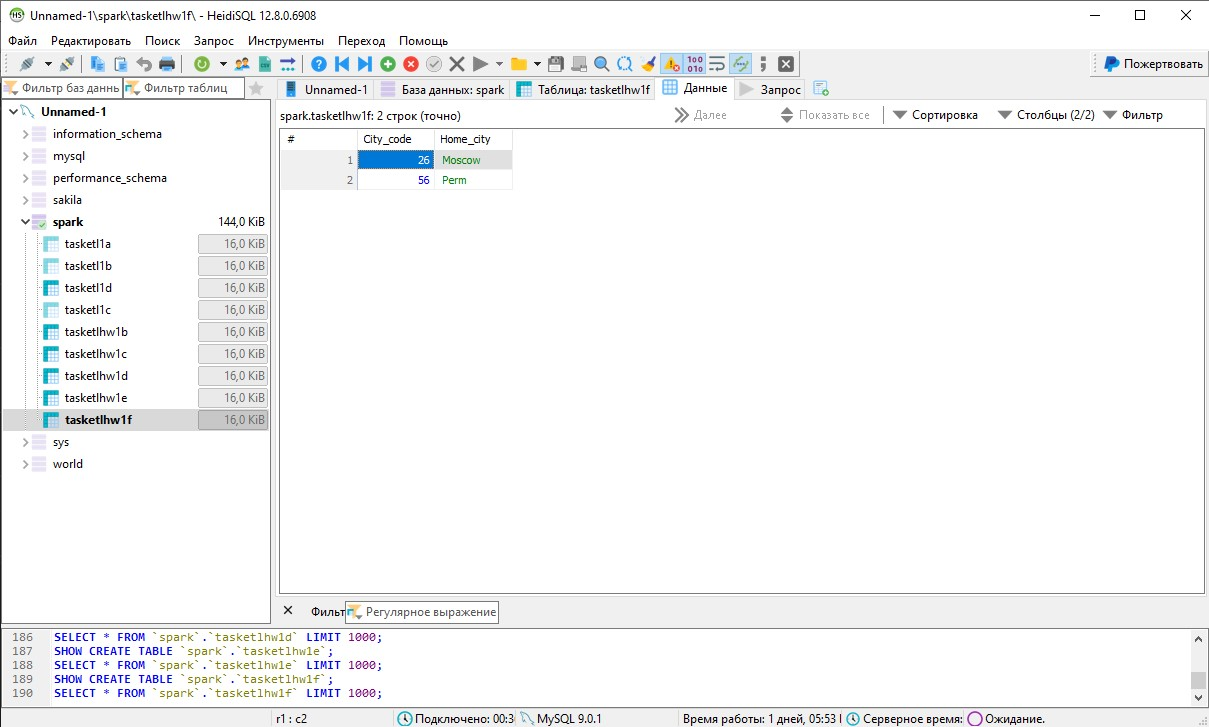 Unnamed-1\spark\tasketlhw1f\ - HeidiSQL 12.8.0.6908
Файл Редактировать Поиск Запрос Инструменты Переход Помощь
Пожертвовать
Фильтр баз данн Фильтр таблиц
Unnamed-1 База данных: spark Таблица: tasketlhw1f Данные Запрос
spark.tasketlhw1f: 2 строк (точно) Далее Показать все Сортировка Столбцы (2/2) Фильтр
Unnamed-1
information_schema
mysql
performance_schema
sakila
spark 144,0 KiB
tasketl1a 16,0 KiB
tasketl1b 16,0 KiB
tasketl1d 16,0 KiB
tasketl1c 16,0 KiB
tasketlhw1b 16,0 KiB
tasketlhw1c 16,0 KiB
tasketlhw1d 16,0 KiB
tasketlhw1e 16,0 KiB
tasketlhw1f 16,0 KiB
sys
world
# City_code Home_city
1 26 Moscow
2 56 Perm
Фильт Регулярное выражение
186 SELECT * FROM `spark`.`tasketlhw1d` LIMIT 1000;
187 SHOW CREATE TABLE `spark`.`tasketlhw1e`;
188 SELECT * FROM `spark`.`tasketlhw1e` LIMIT 1000;
189 SHOW CREATE TABLE `spark`.`tasketlhw1f`;
190 SELECT * FROM `spark`.`tasketlhw1f` LIMIT 1000;
r1 : c2 Подключено: 00:3 MySQL 9.0.1 Время работы: 1 дней, 05:53 Серверное время: Ожидание.